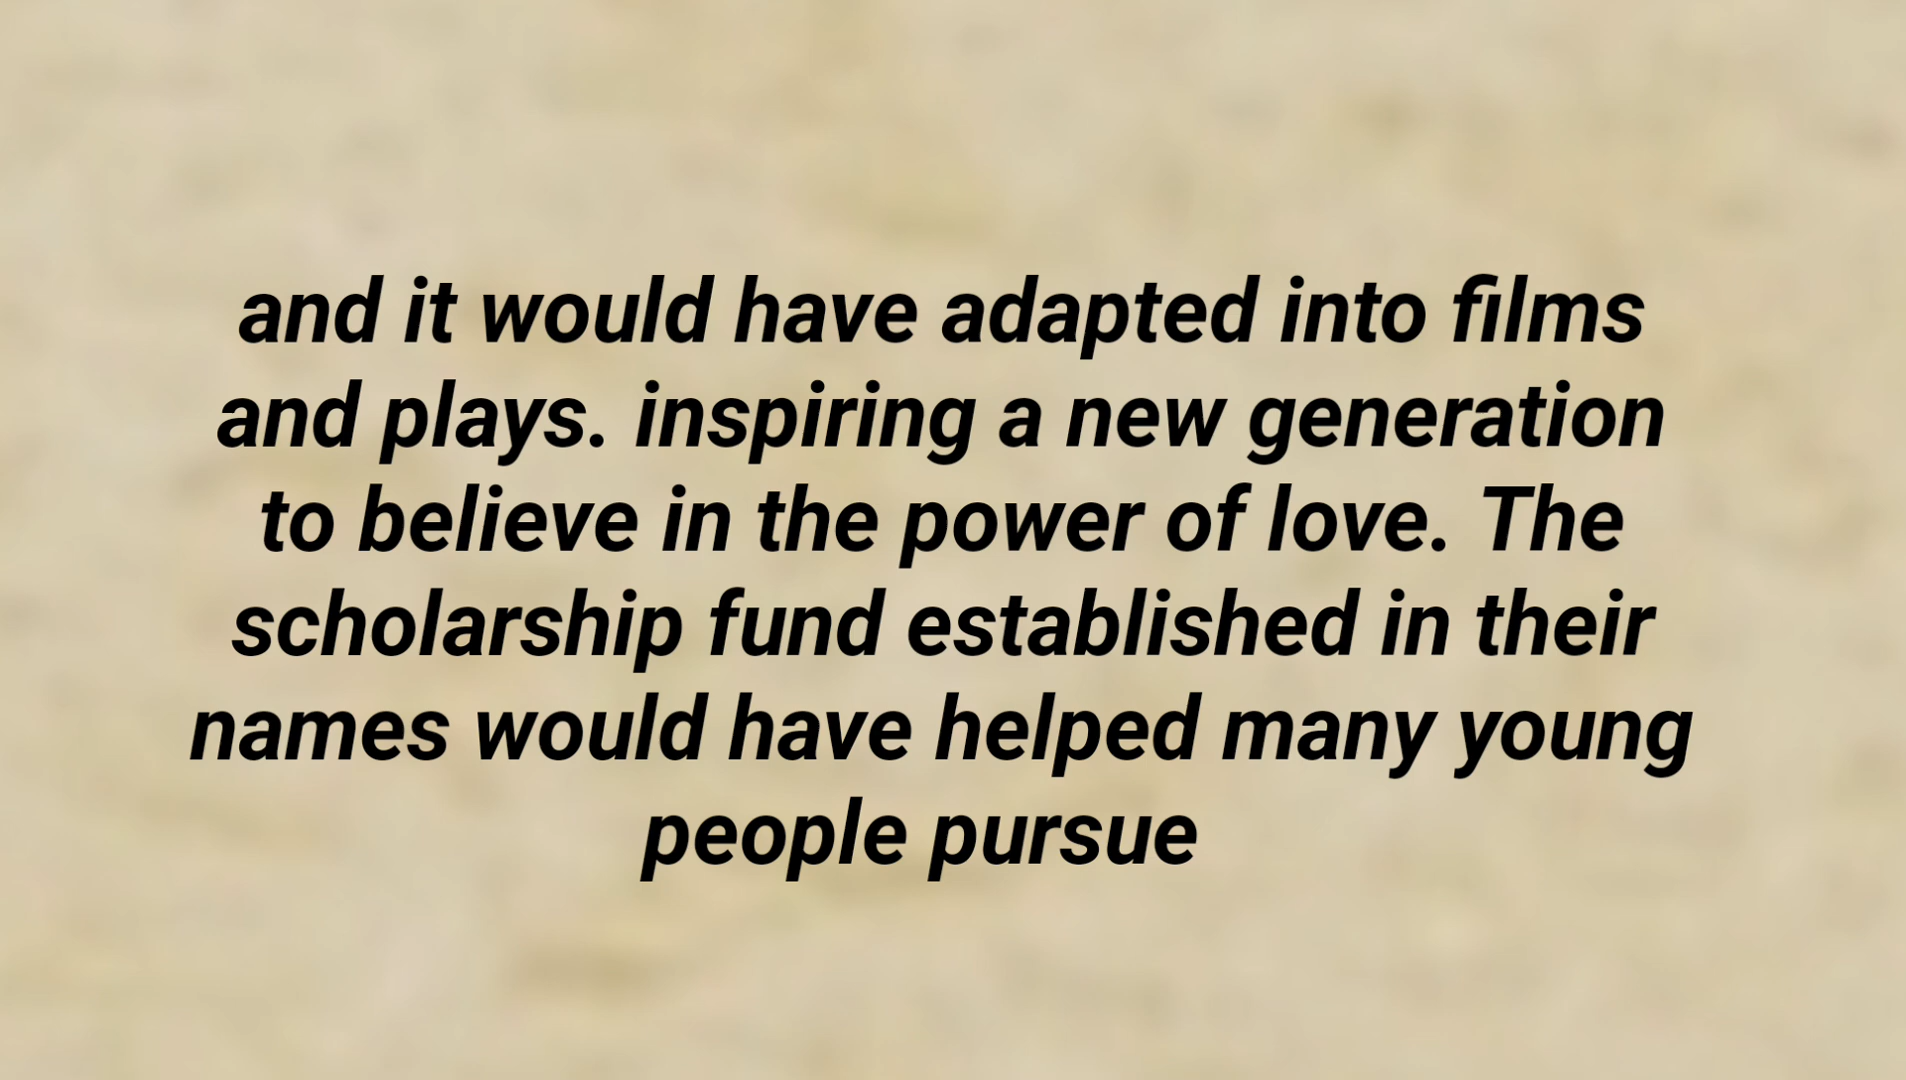 and it would have adapted into films
and plays. inspiring a new generation
to believe in the power of love. The
scholarship fund established in their
names would have helped many young
people pursue